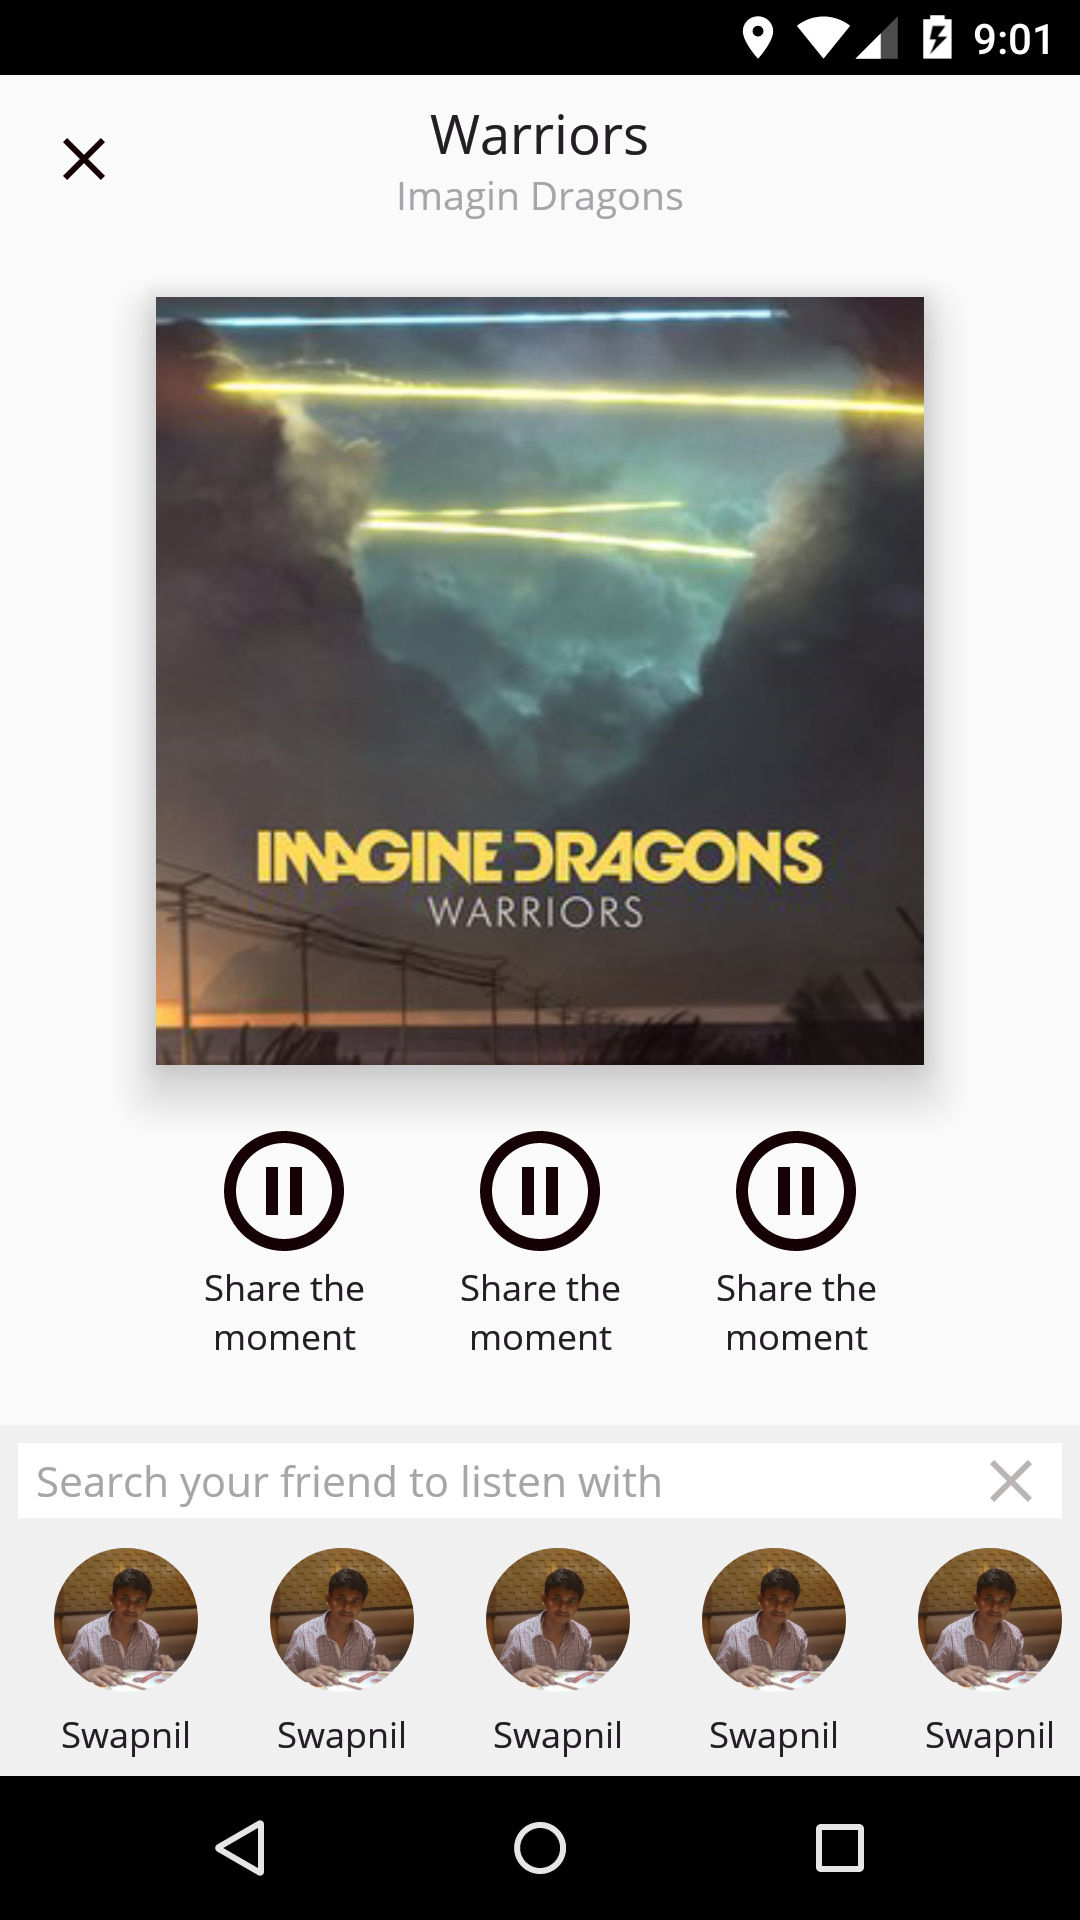 9:01
Warriors
Imagin Dragons
IMAGINE DRAGONS
WARRIORS
Share the
moment
Share the
moment
Share the
moment
Search your friend to listen with
Swapnil
Swapnil
Swapnil
Swapnil
Swapnil